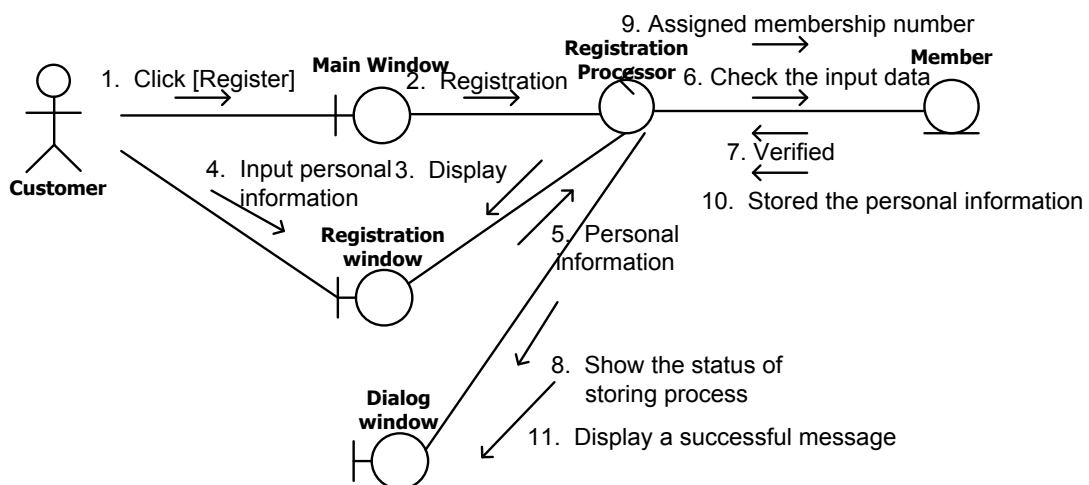 9. Assigned membership number
Registration
Processor
Member
1. Click [Register]
Main Window
2. Registration
6. Check the input data
7. Verified
10. Stored the personal information
Customer
4. Input personal
information
3. Display
Registration
window
5. Personal
information
8. Show the status of
storing process
Dialog
window
11. Display a successful message